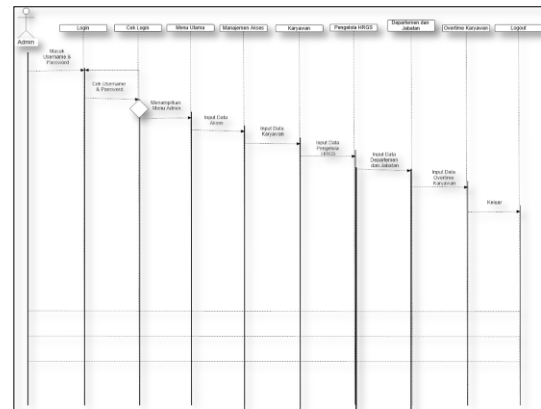 Login
Cek Login
Menu Utama
Manajemen Akses
Karyawan
Pengelola HRGS
Departemen dan
Jabatan
Overtime Karyawan
Logout
Admin
Masuk
Username &
Password
Cek Username
& Password
Menampilkan
Menu Admin
Input Data
Akses
Input Data
Karyawan
Input Data
Pengelola
HRGS
Input Data
Departemen
dan Jabatan
Input Data
Overtime
Karyawan
Keluar